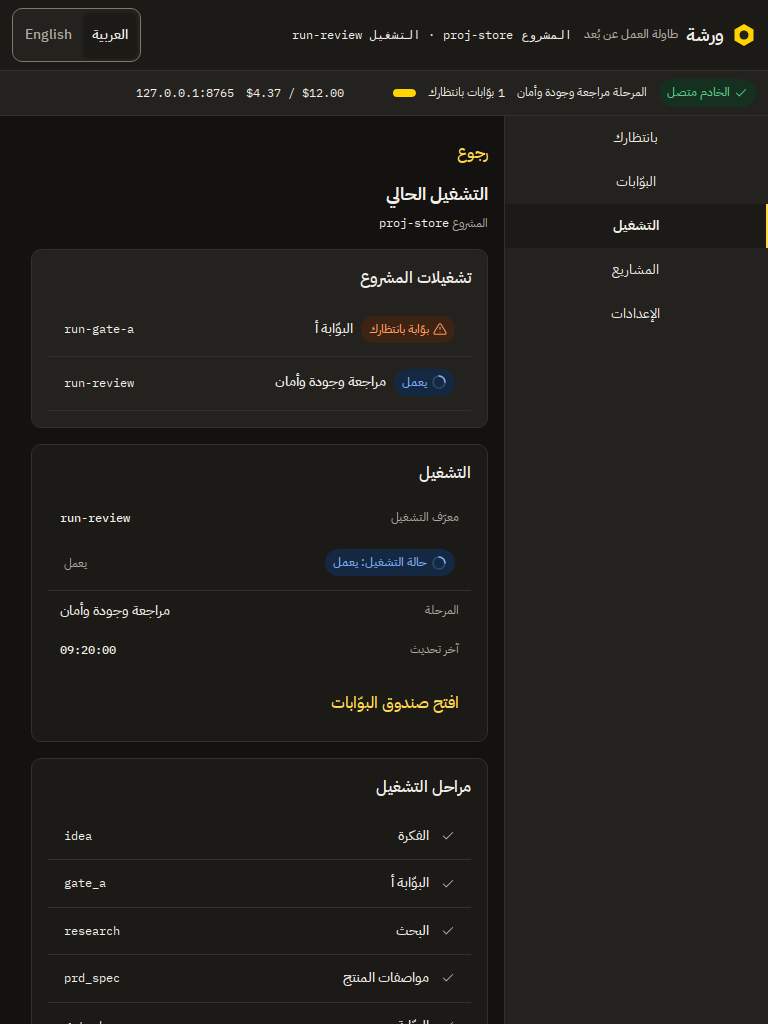 ورشة طاولة العمل عن بُعد المشروع proj-store · التشغيل run-review العربية English
الخادم متصل المرحلة مراجعة وجودة وأمان 1 بوّابات بانتظارك $4.37 / $12.00 127.0.0.1:8765
بانتظارك
البوّابات
التشغيل
المشاريع
الإعدادات
رجوع
التشغيل الحالي
المشروع proj-store
تشغيلات المشروع
بوّابة بانتظارك البوّابة أ run-gate-a
يعمل مراجعة وجودة وأمان run-review
التشغيل
معرّف التشغيل run-review
حالة التشغيل: يعمل يعمل
المرحلة مراجعة وجودة وأمان
آخر تحديث 09:20:00
افتح صندوق البوّابات
مراحل التشغيل
الفكرة idea
البوّابة أ gate_a
البحث research
مواصفات المنتج prd_spec